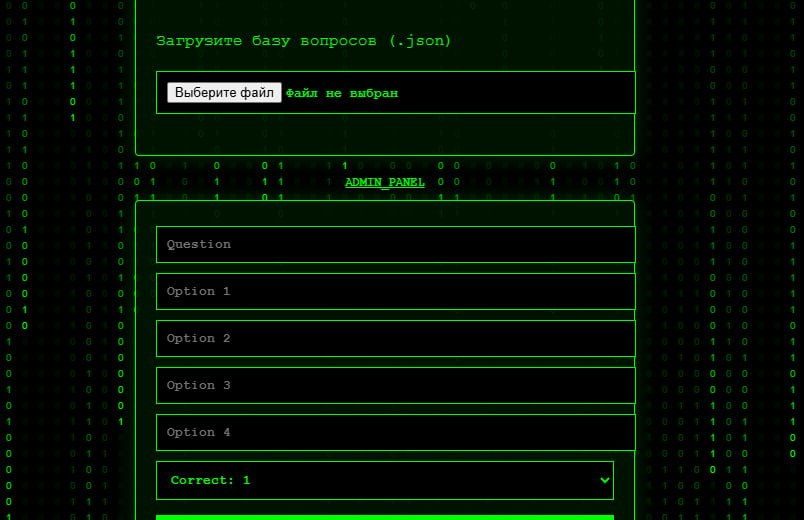 Загрузите базу вопросов (.json)
Выберите файл Файл не выбран
ADMIN_PANEL
Question
Option 1
Option 2
Option 3
Option 4
Correct: 1